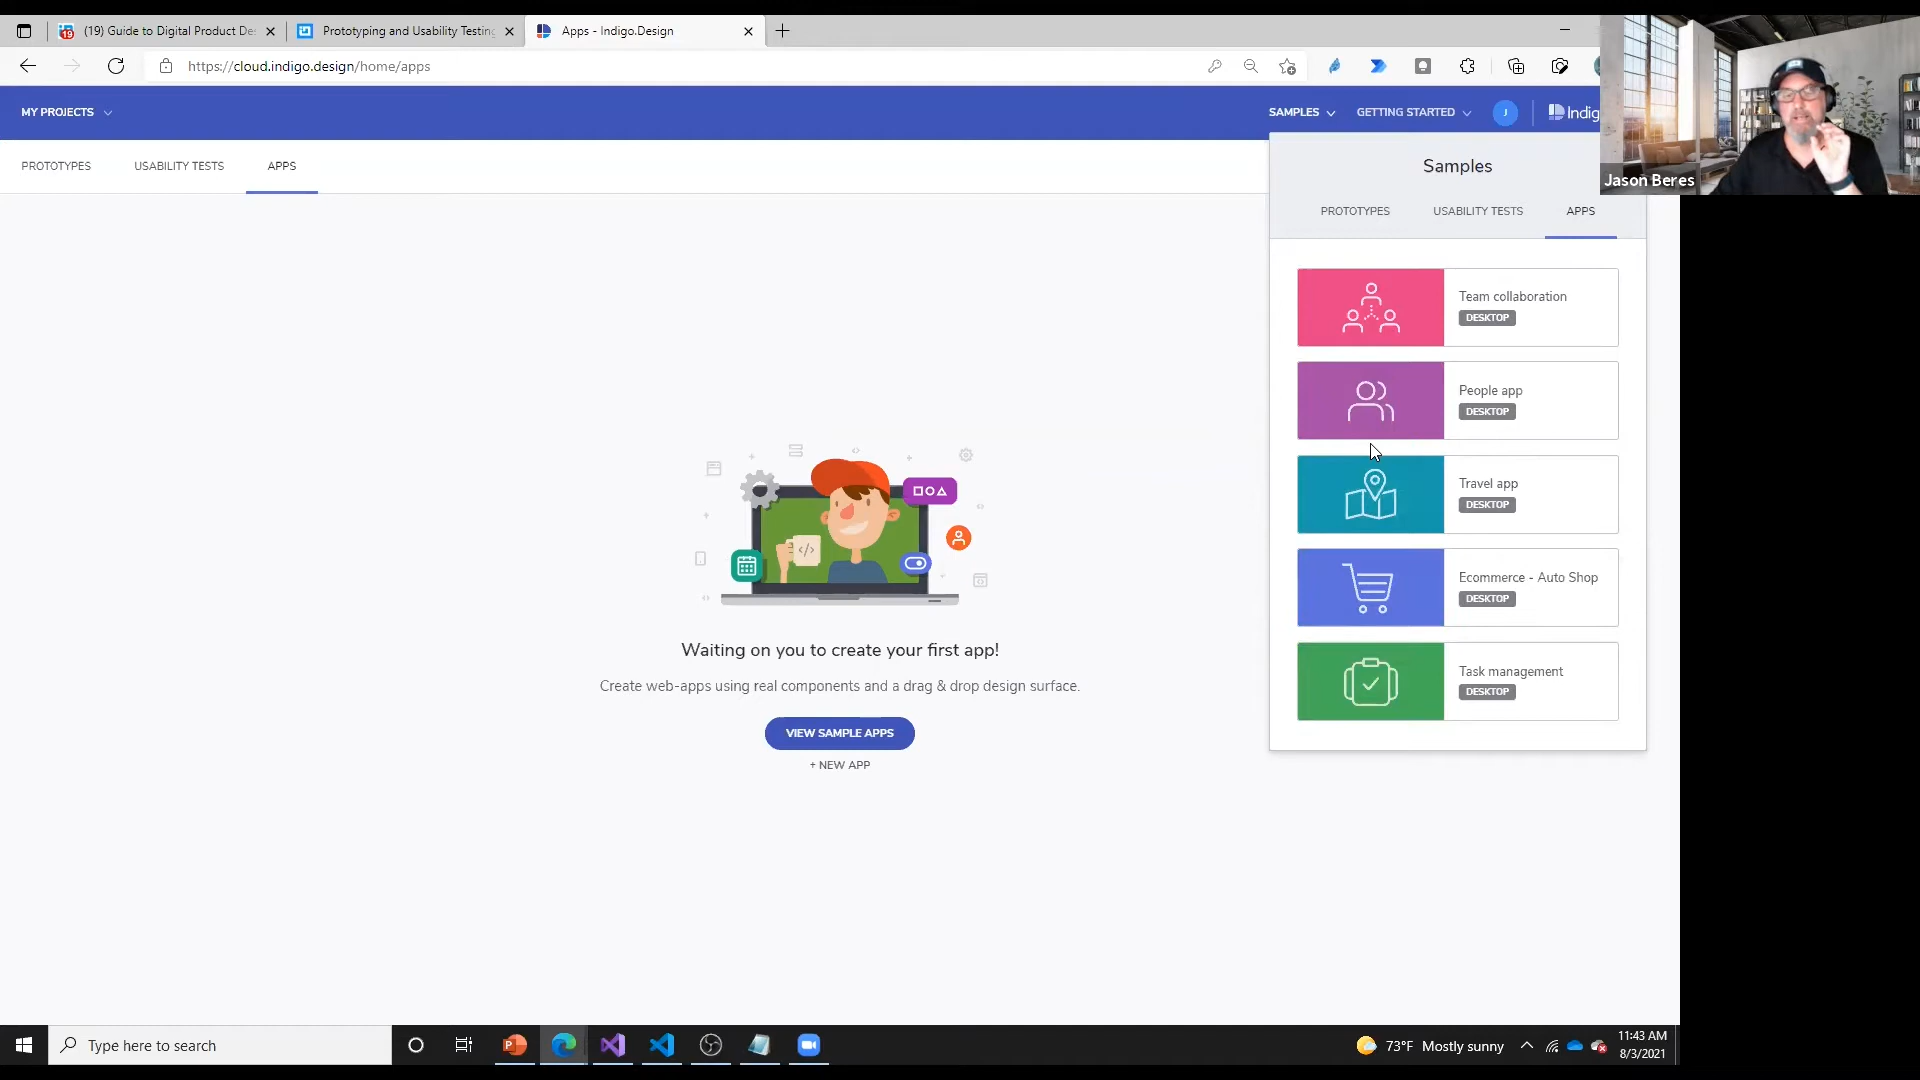 (19) Guide to Digital Product De
Prototyping and Usability Testing
Apps - Indigo.Design
https://cloud.indigo.design/home/apps
MY PROJECTS
SAMPLES
GETTING STARTED
J
Indig
PROTOTYPES
USABILITY TESTS
APPS
Samples
Jason Beres
PROTOTYPES
USABILITY TESTS
APPS
Team collaboration
DESKTOP
People app
DESKTOP
Travel app
DESKTOP
Ecommerce - Auto Shop
DESKTOP
Task management
DESKTOP
Waiting on you to create your first app!
Create web-apps using real components and a drag & drop design surface.
VIEW SAMPLE APPS
+ NEW APP
Type here to search
73°F Mostly sunny
11:43 AM
8/3/2021